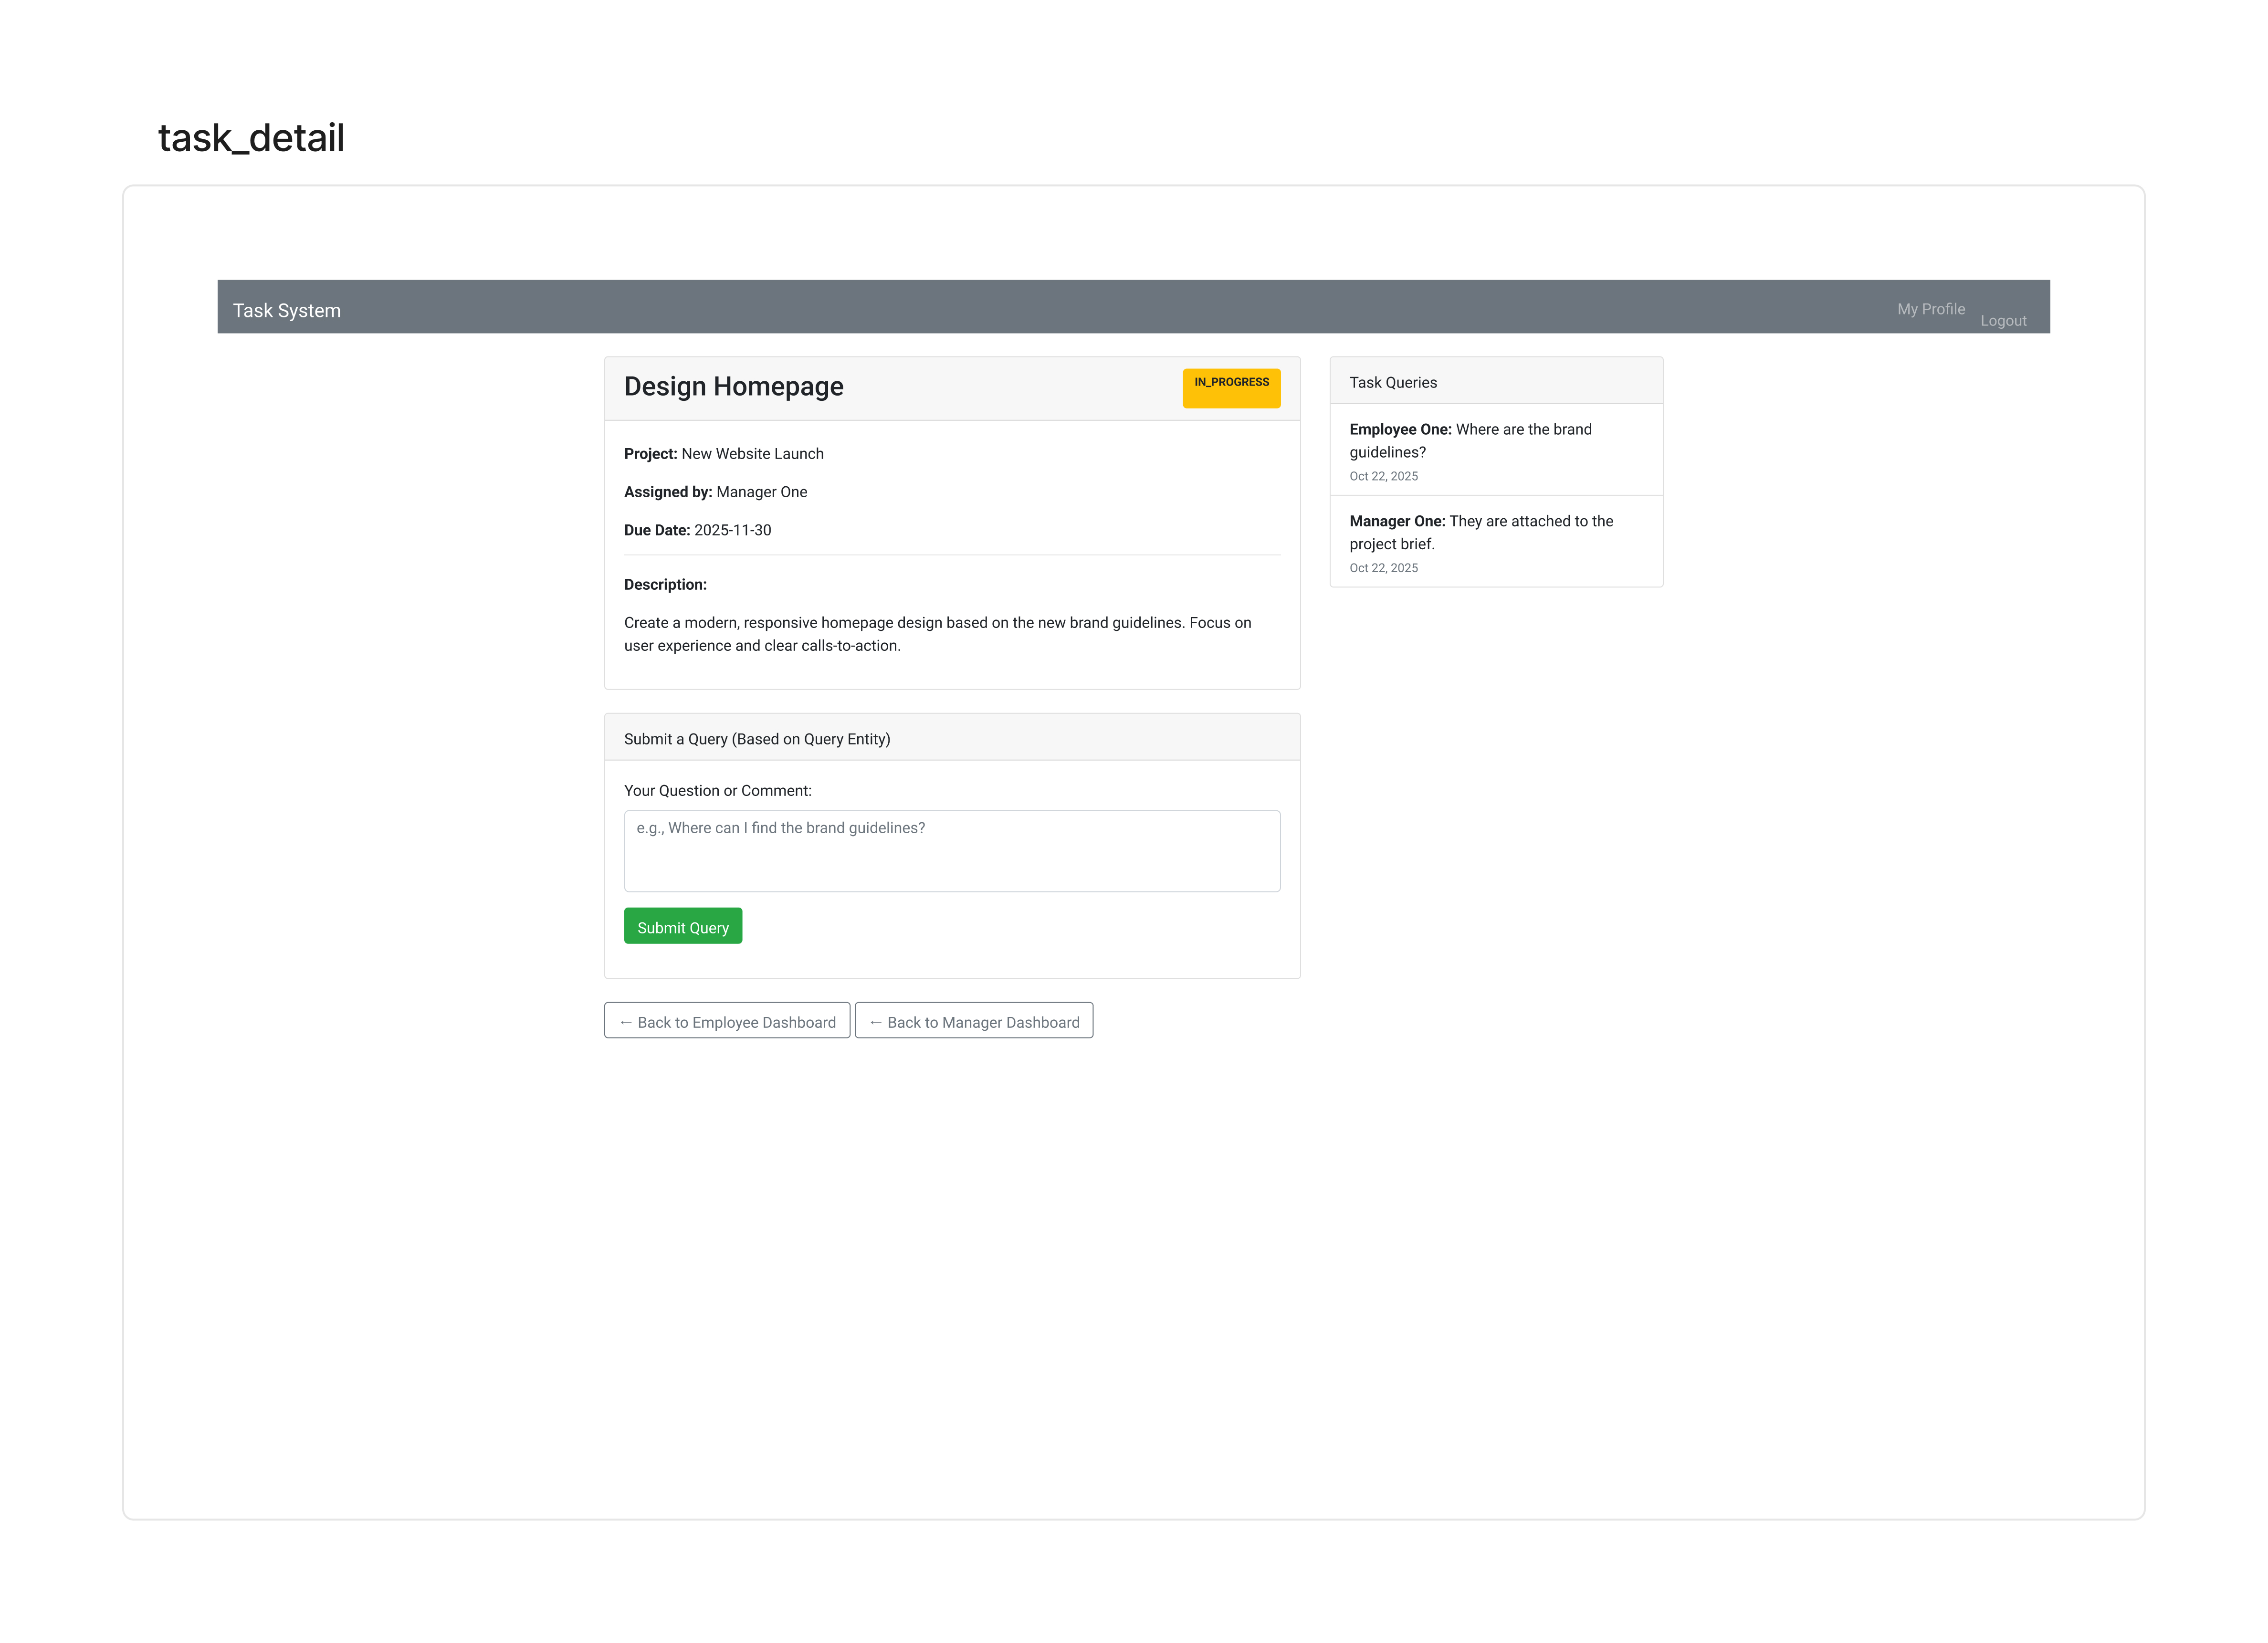 task_detail
Task System
My Profile
Logout
Design Homepage
IN_PROGRESS
Project: New Website Launch
Assigned by: Manager One
Due Date: 2025-11-30
Description:
Create a modern, responsive homepage design based on the new brand guidelines. Focus on
user experience and clear calls-to-action.
Submit a Query (Based on Query Entity)
Your Question or Comment:
e.g., Where can I find the brand guidelines?
Submit Query
← Back to Employee Dashboard
← Back to Manager Dashboard
Task Queries
Employee One: Where are the brand
guidelines?
Oct 22, 2025
Manager One: They are attached to the
project brief.
Oct 22, 2025